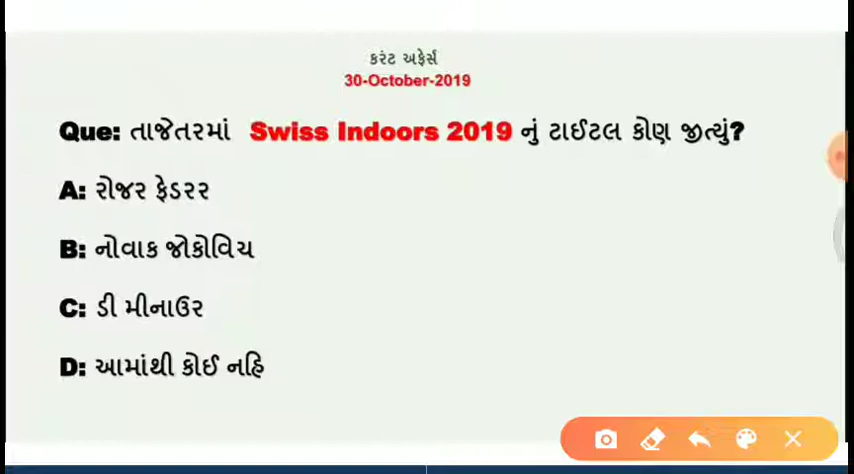 કરંટ અફેર્સ
30-October-2019
Que: તાજેતરમાં Swiss Indoors 2019 નું ટાઈટલ કોણ જીત્યું?
A: રોજર ફેડરર
B: નોવાક જોકોવિચ
C: ડી મીનાઉર
D: આમાંથી કોઈ નહિ